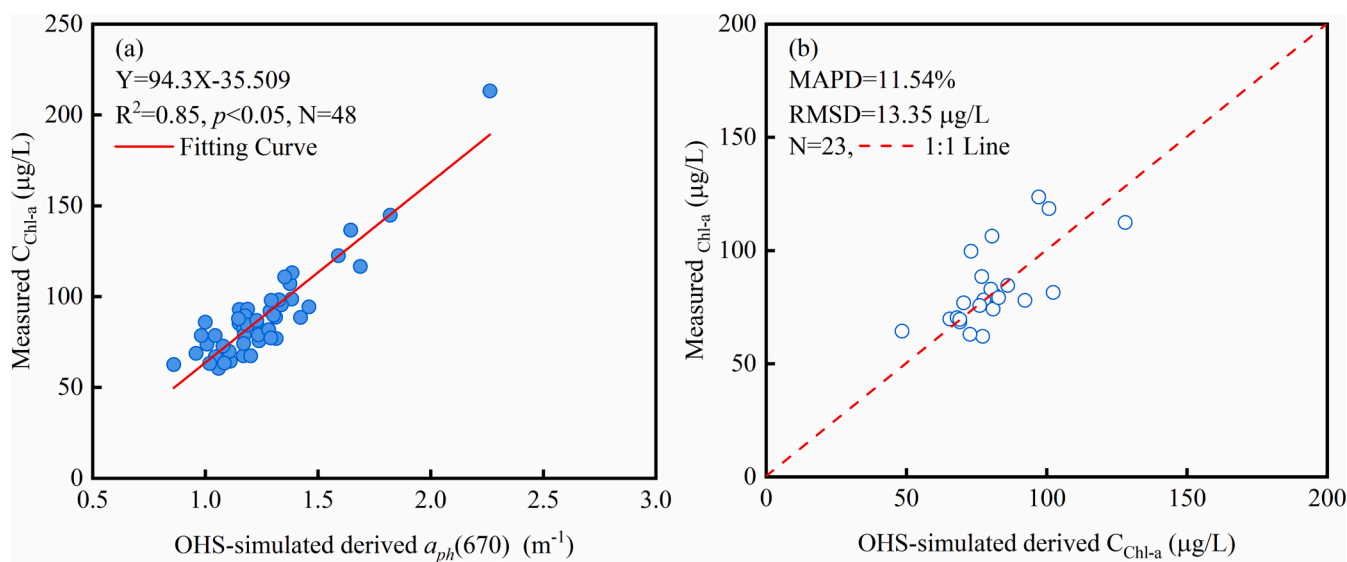 (a)
Y=94.3X-35.509
R²=0.85, p<0.05, N=48
Fitting Curve
Measured C_Chl-a (μg/L)
250
200
150
100
50
0
0.5 1.0 1.5 2.0 2.5 3.0
OHS-simulated derived a_ph(670) (m⁻¹)
(b)
MAPD=11.54%
RMSD=13.35 μg/L
N=23, 1:1 Line
Measured Chl-a (μg/L)
200
150
100
50
0
0 50 100 150 200
OHS-simulated derived C_Chl-a (μg/L)